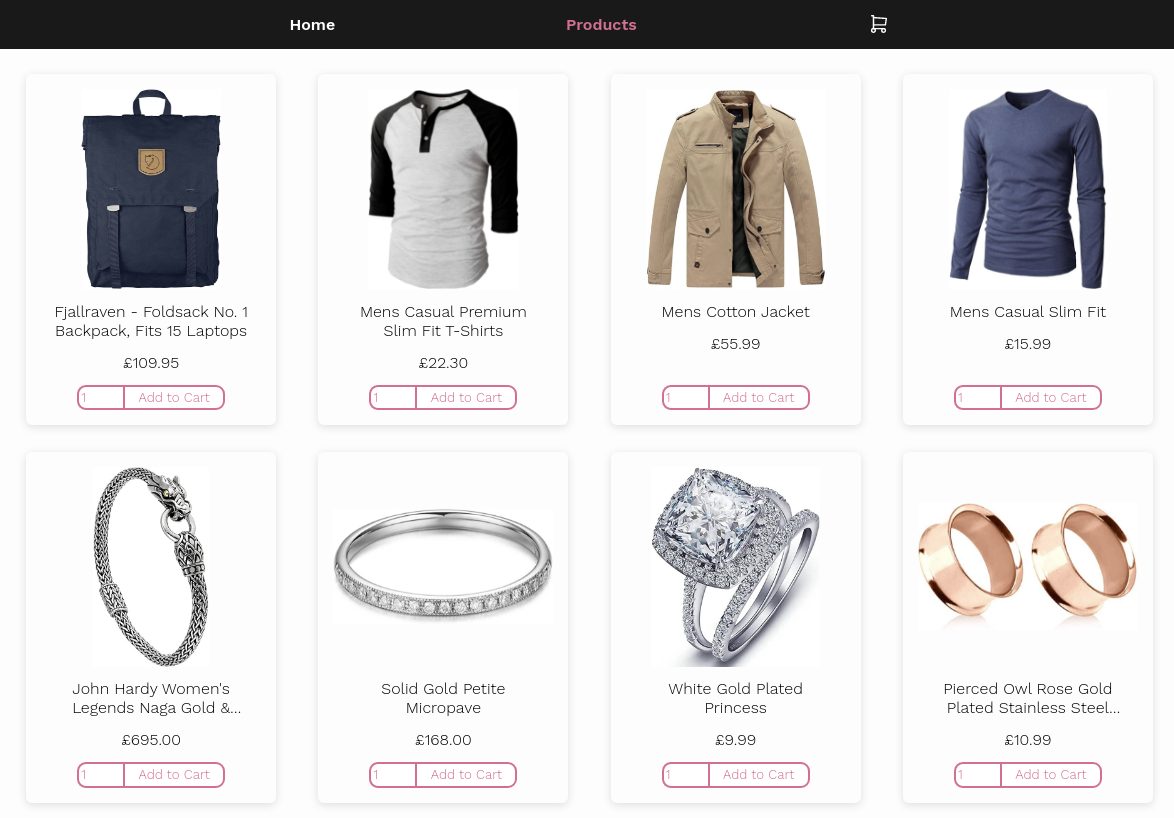 Home
Products
Fjallraven - Foldsack No. 1
Backpack, Fits 15 Laptops
£109.95
1
Add to Cart
Mens Casual Premium
Slim Fit T-Shirts
£22.30
1
Add to Cart
Mens Cotton Jacket
£55.99
1
Add to Cart
Mens Casual Slim Fit
£15.99
1
Add to Cart
John Hardy Women's
Legends Naga Gold &...
£695.00
1
Add to Cart
Solid Gold Petite
Micropave
£168.00
1
Add to Cart
White Gold Plated
Princess
£9.99
1
Add to Cart
Pierced Owl Rose Gold
Plated Stainless Steel...
£10.99
1
Add to Cart